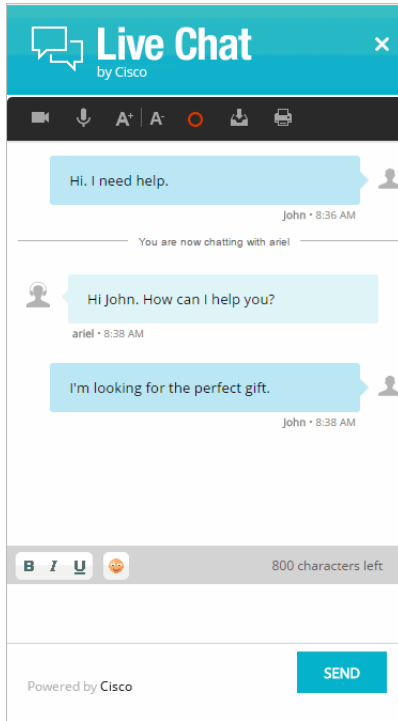 Live Chat
by Cisco
A+ A-
Hi. I need help.
John • 8:36 AM
You are now chatting with ariel
Hi John. How can I help you?
ariel • 8:38 AM
I'm looking for the perfect gift.
John • 8:38 AM
B I U 800 characters left
Powered by Cisco
SEND